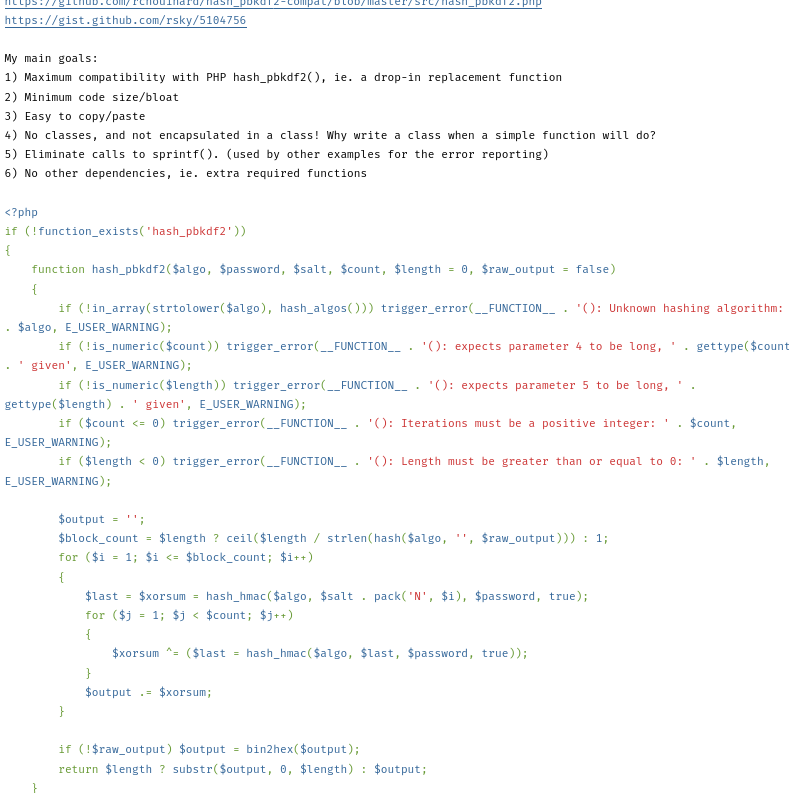 https://github.com/rchouinard/hash_pbkdf2-compat/blob/master/src/hash_pbkdf2.php
https://gist.github.com/rsky/5104756
My main goals:
1) Maximum compatibility with PHP hash_pbkdf2(), ie. a drop-in replacement function
2) Minimum code size/bloat
3) Easy to copy/paste
4) No classes, and not encapsulated in a class! Why write a class when a simple function will do?
5) Eliminate calls to sprintf(). (used by other examples for the error reporting)
6) No other dependencies, ie. extra required functions
<?php
if (!function_exists('hash_pbkdf2'))
{
    function hash_pbkdf2($algo, $password, $salt, $count, $length = 0, $raw_output = false)
    {
        if (!in_array(strtolower($algo), hash_algos())) trigger_error(__FUNCTION__ . '(): Unknown hashing algorithm:
. $algo, E_USER_WARNING);
        if (!is_numeric($count)) trigger_error(__FUNCTION__ . '(): expects parameter 4 to be long, ' . gettype($count
. ' given', E_USER_WARNING);
        if (!is_numeric($length)) trigger_error(__FUNCTION__ . '(): expects parameter 5 to be long, ' .
gettype($length) . ' given', E_USER_WARNING);
        if ($count <= 0) trigger_error(__FUNCTION__ . '(): Iterations must be a positive integer: ' . $count,
E_USER_WARNING);
        if ($length < 0) trigger_error(__FUNCTION__ . '(): Length must be greater than or equal to 0: ' . $length,
E_USER_WARNING);
        $output = '';
        $block_count = $length ? ceil($length / strlen(hash($algo, '', $raw_output))) : 1;
        for ($i = 1; $i <= $block_count; $i++)
        {
            $last = $xorsum = hash_hmac($algo, $salt . pack('N', $i), $password, true);
            for ($j = 1; $j < $count; $j++)
            {
                $xorsum ^= ($last = hash_hmac($algo, $last, $password, true));
            }
            $output .= $xorsum;
        }
        if (!$raw_output) $output = bin2hex($output);
        return $length ? substr($output, 0, $length) : $output;
    }